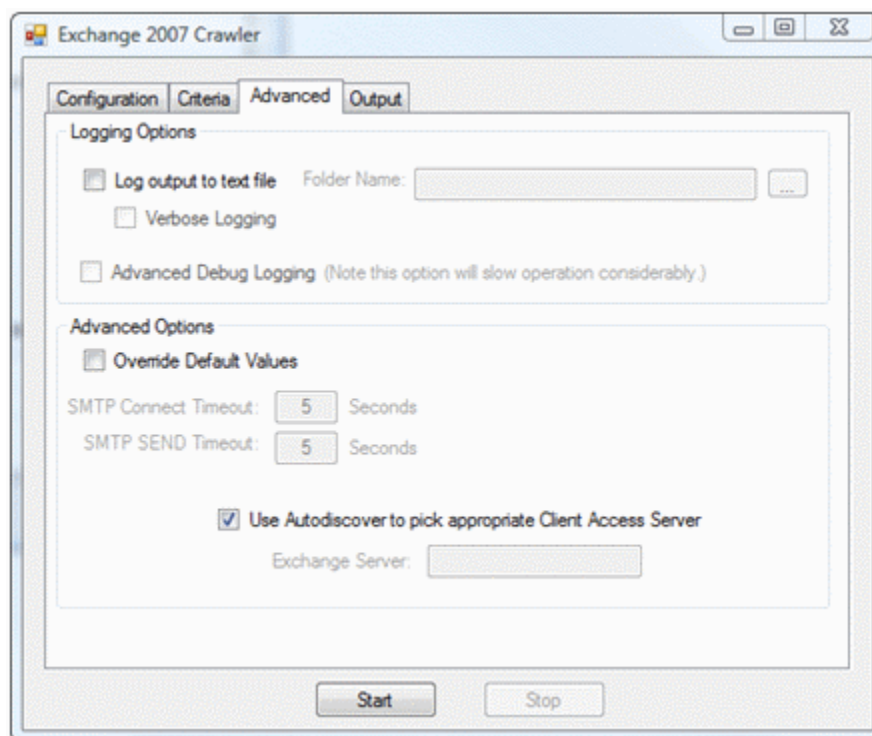 Exchange 2007 Crawler
Configuration Criteria Advanced Output
Logging Options
Log output to text file Folder Name: ...
Verbose Logging
Advanced Debug Logging (Note this option will slow operation considerably.)
Advanced Options
Override Default Values
SMTP Connect Timeout: 5 Seconds
SMTP SEND Timeout: 5 Seconds
Use Autodiscover to pick appropriate Client Access Server
Exchange Server:
Start Stop